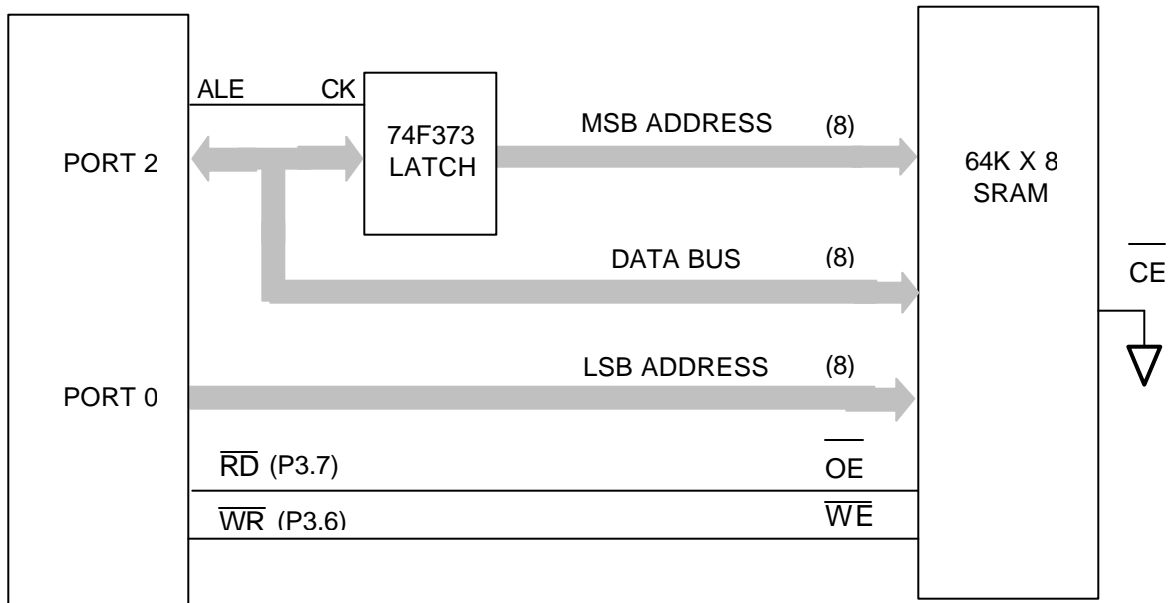 ALE CK
MSB ADDRESS (8)
74F373
LATCH
PORT 2
64K X 8
SRAM
DATA BUS (8)
CE
LSB ADDRESS (8)
PORT 0
RD (P3.7) OE
WR (P3.6) WE